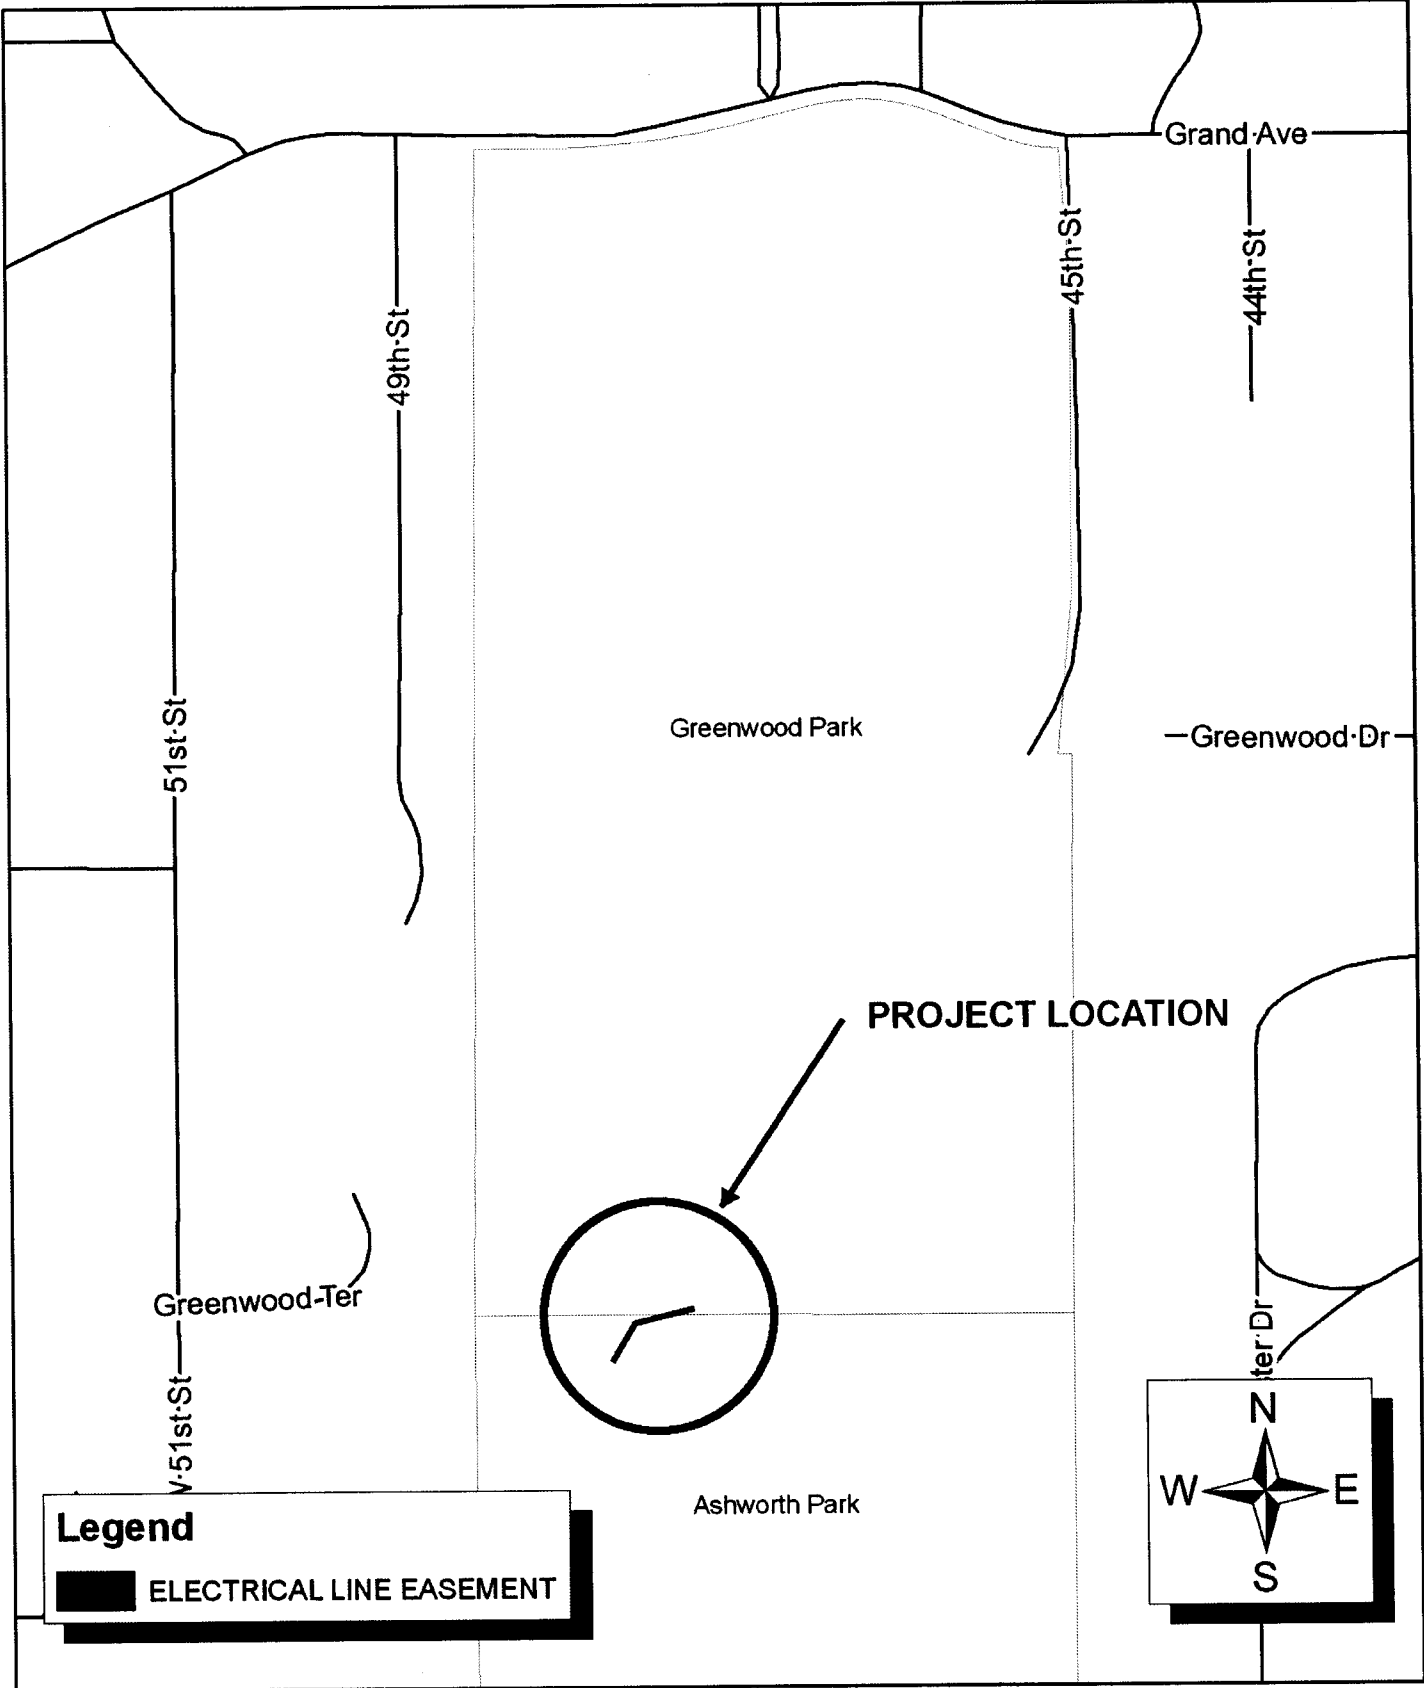 Grand Ave
45th St
44th St
49th St
51st St
Greenwood Park
Greenwood Dr
PROJECT LOCATION
Greenwood Ter
ter Dr
51st St
N
W
E
S
Ashworth Park
Legend
ELECTRICAL LINE EASEMENT